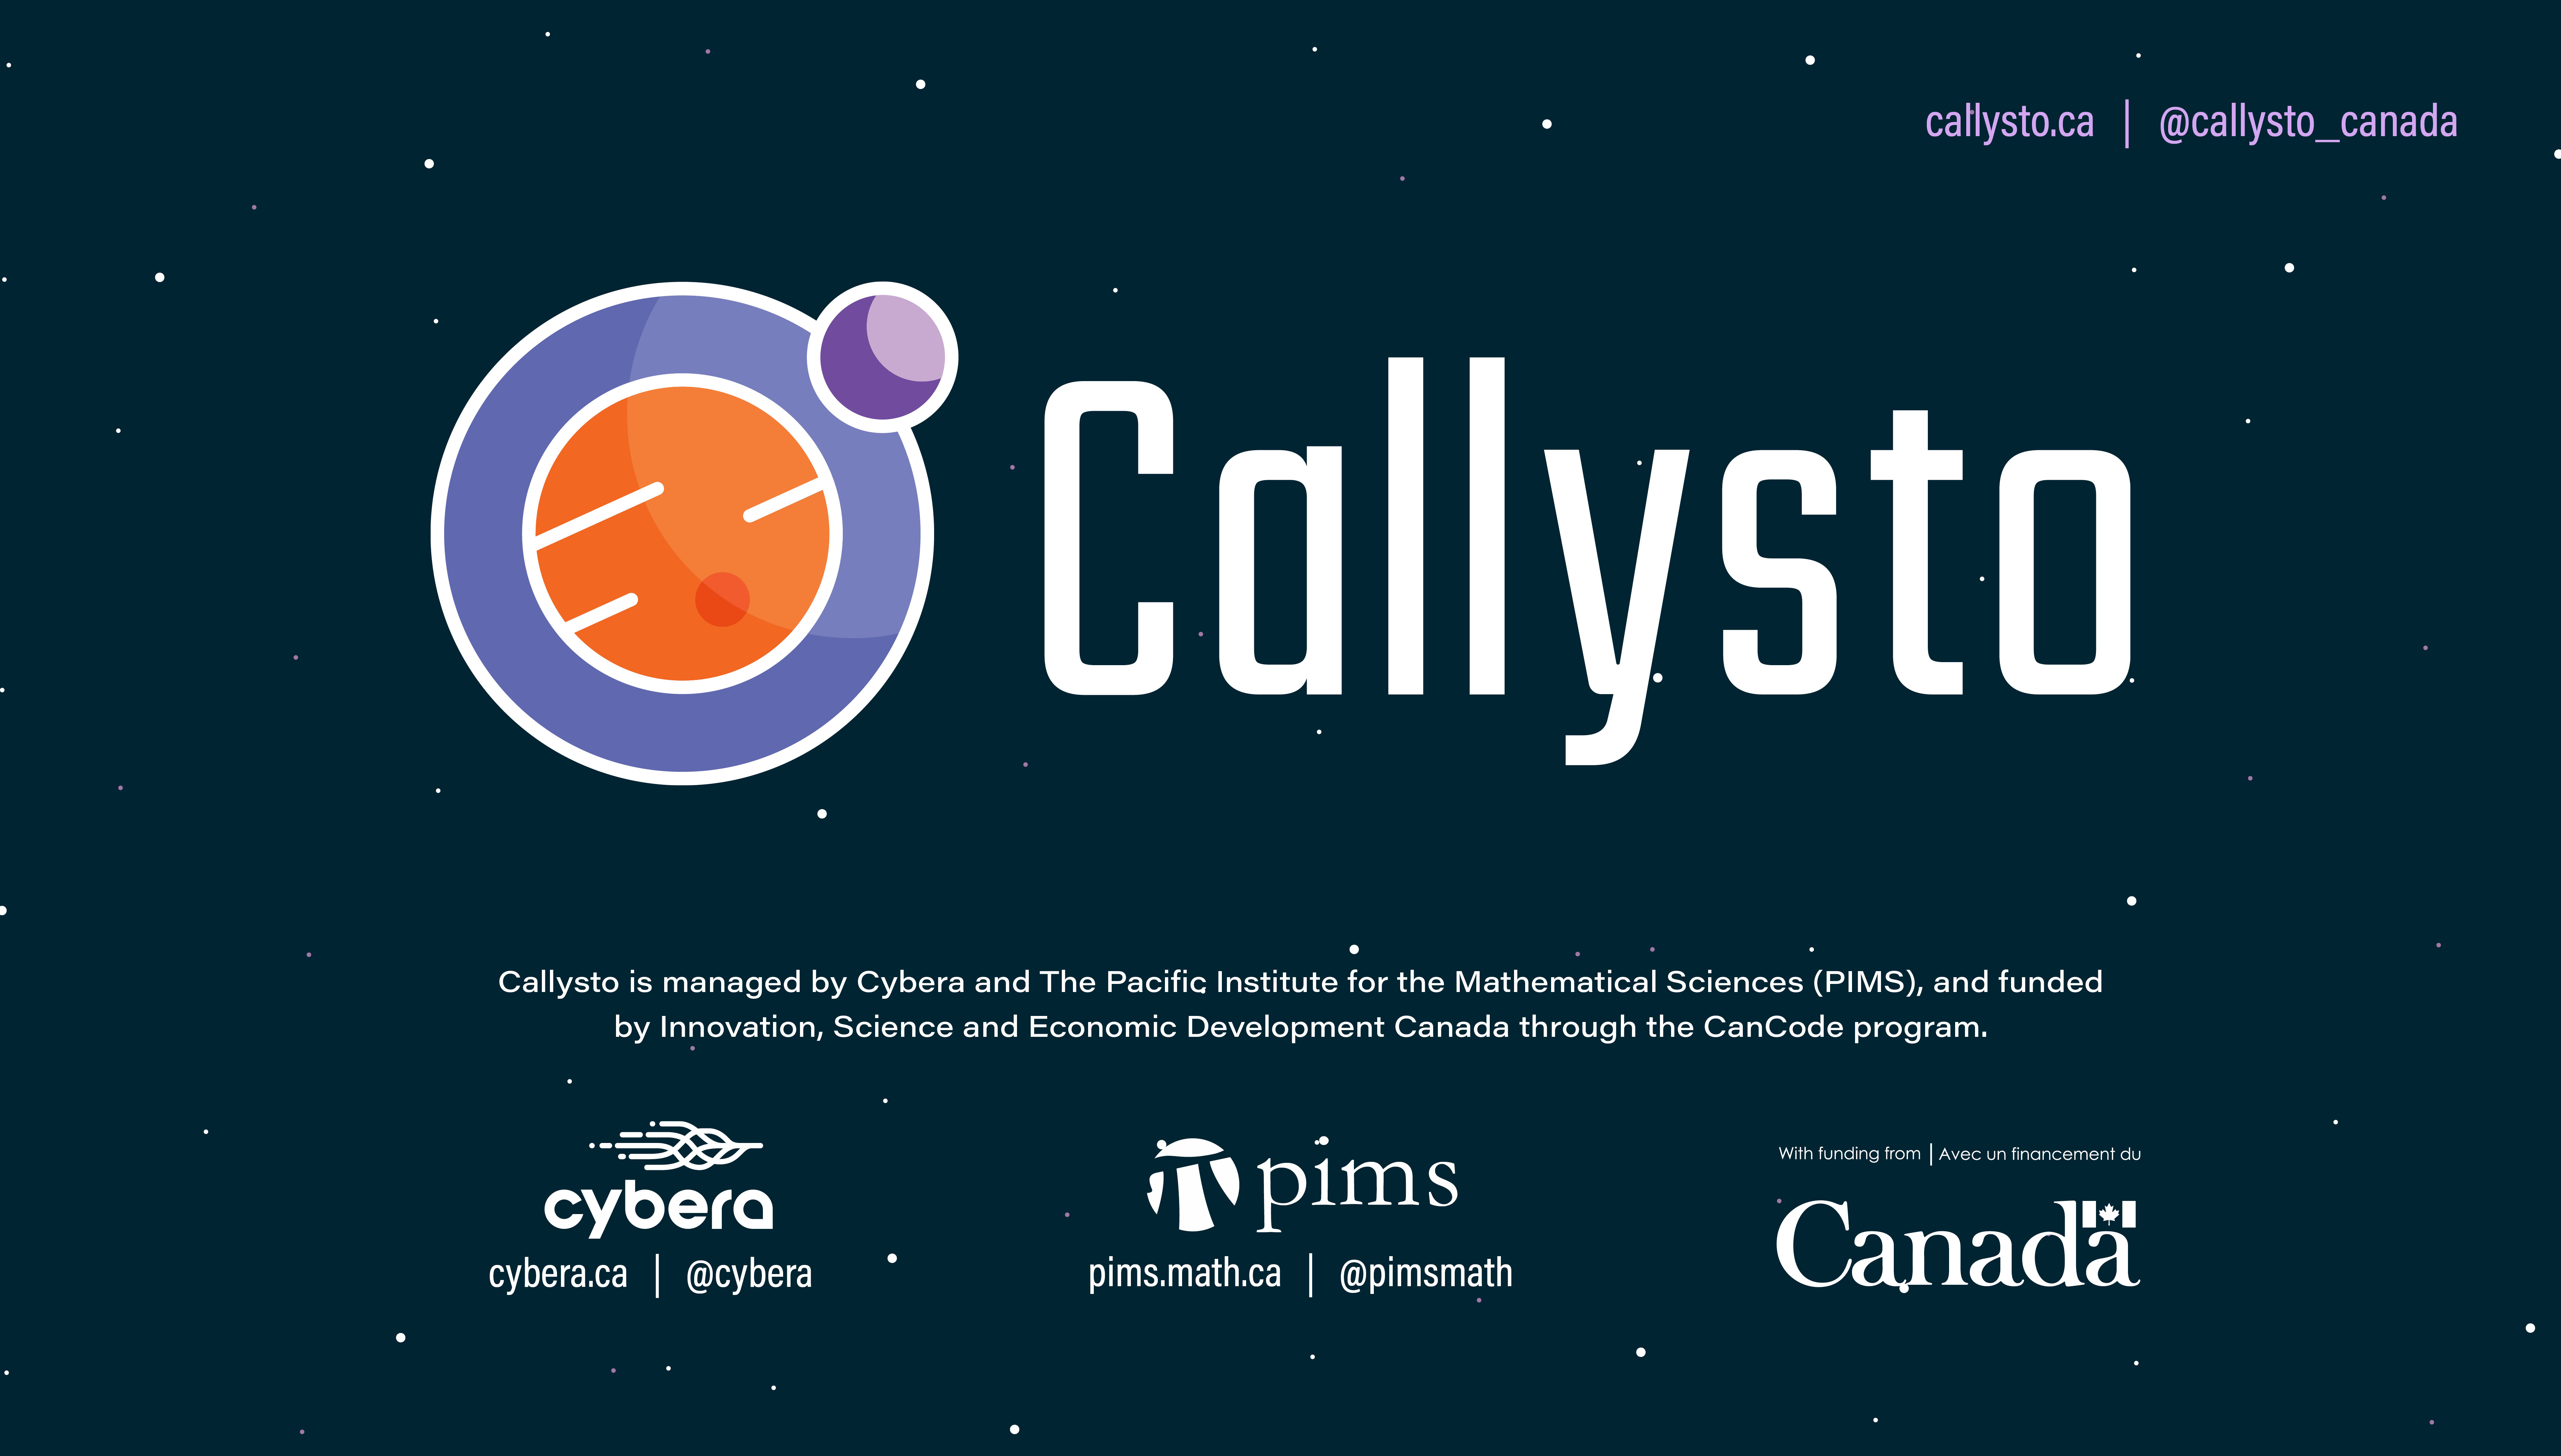 callysto.ca | @callysto_canada
Callysto
Callysto is managed by Cybera and The Pacific Institute for the Mathematical Sciences (PIMS), and funded
by Innovation, Science and Economic Development Canada through the CanCode program.
cybera
cybera.ca | @cybera
pims
pims.math.ca | @pimsmath
With funding from | Avec un financement du
Canada